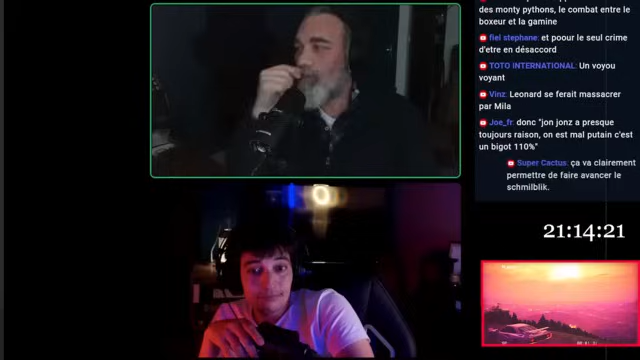 des monty pythons, le combat entre le
boxeur et la gamine
fiel stephane: et poour le seul crime
d'etre en désaccord
TOTO INTERNATIONAL: Un voyou
voyant
Vinz: Leonard se ferait massacrer
par Mila
Joe_fr: donc "jon jonz a presque
toujours raison, on est mal putain c'est
un bigot 110%"
Super Cactus: ça va clairement
permettre de faire avancer le
schmilblik.
21:14:21